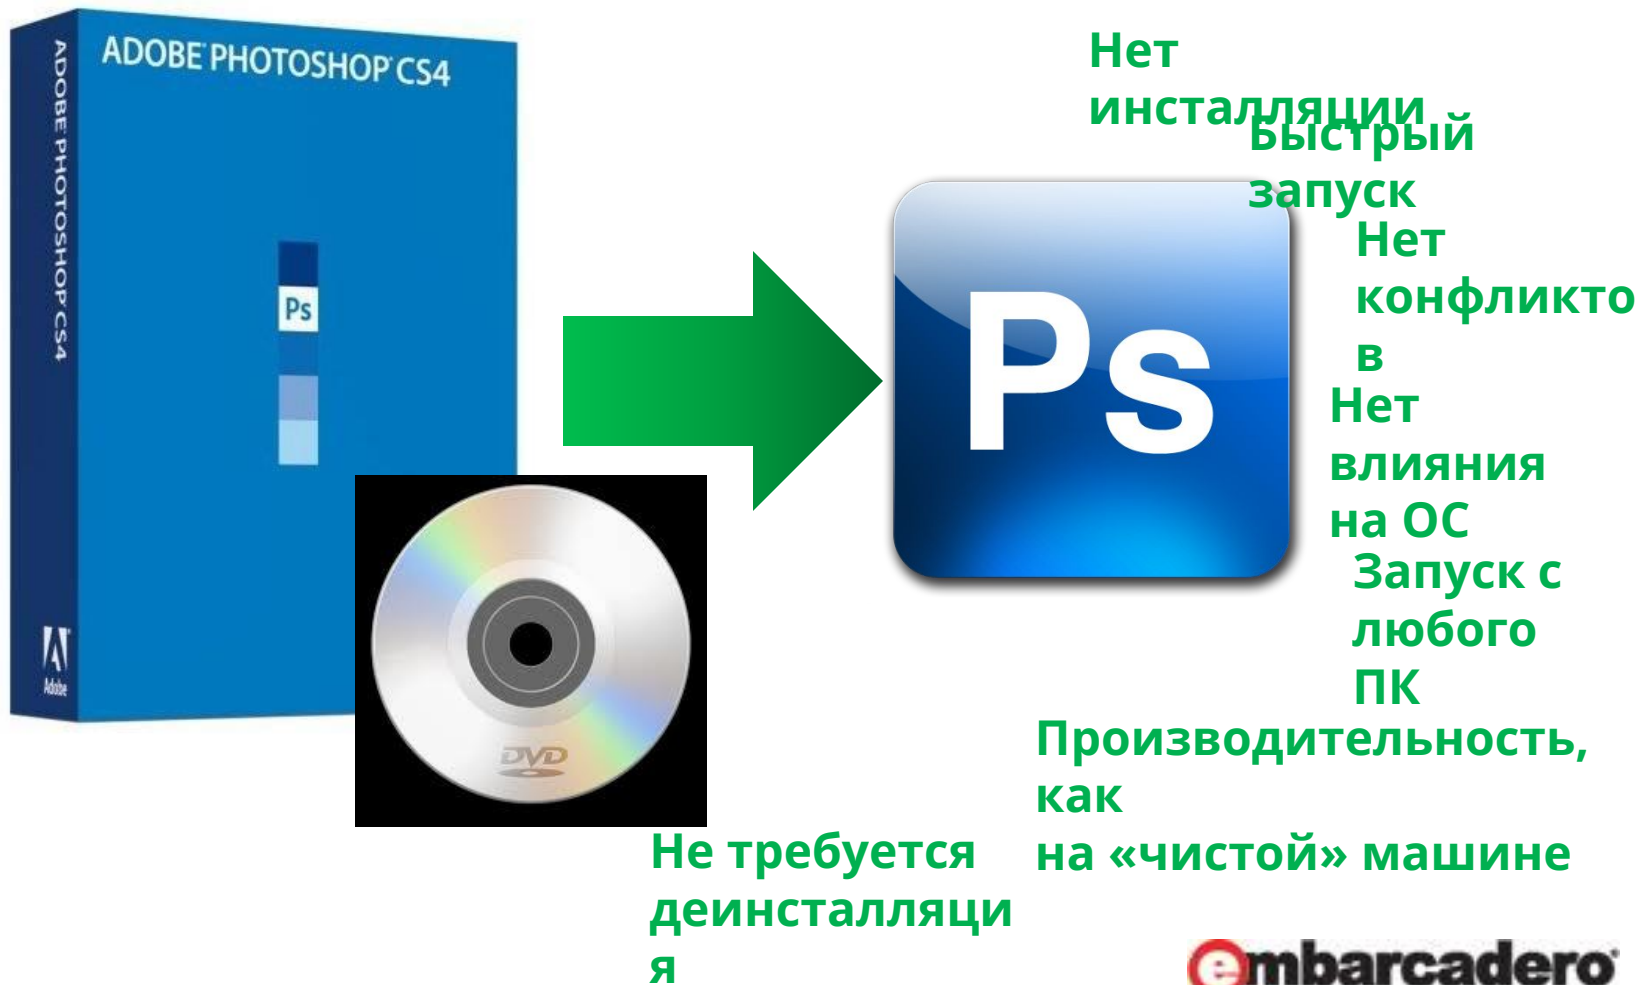 ADOBE PHOTOSHOP CS4
ADOBE PHOTOSHOP CS4
Ps
Adobe
DVD
Ps
Нет
инсталляции
Быстрый
запуск
Нет
конфликто
в
Нет
влияния
на ОС
Запуск с
любого
ПК
Производительность,
как
на «чистой» машине
Не требуется
деинсталляци
я
embarcadero